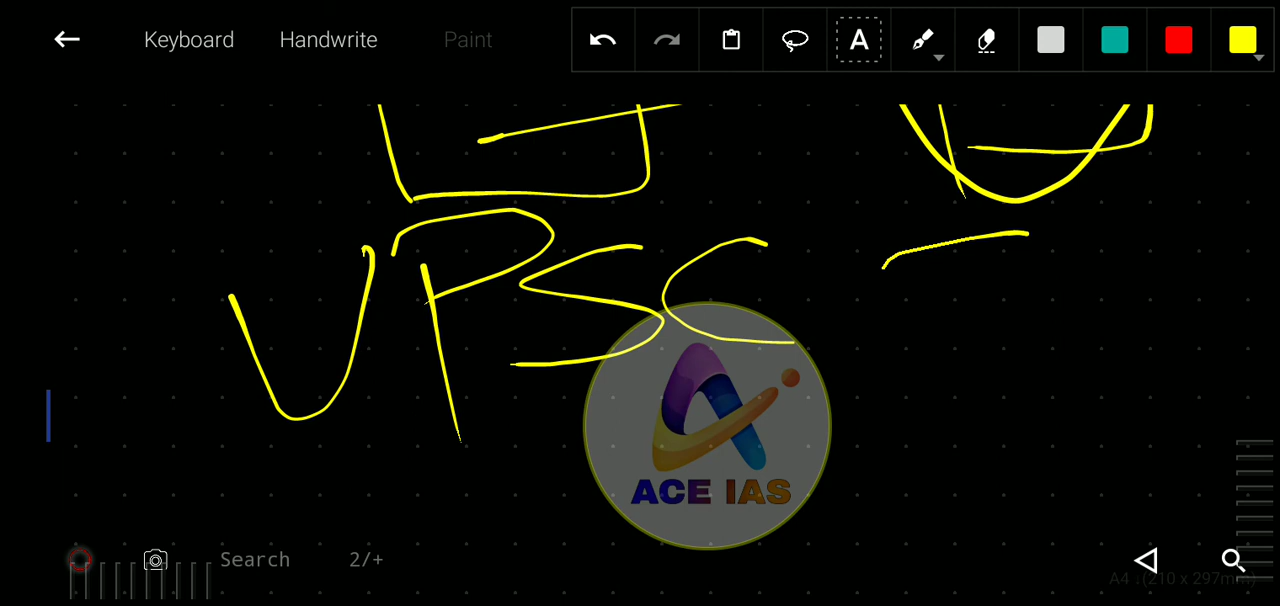 Keyboard Handwrite Paint A
UPSC
ACE IAS
Search 2/+
A4 : (210 x 297mm)